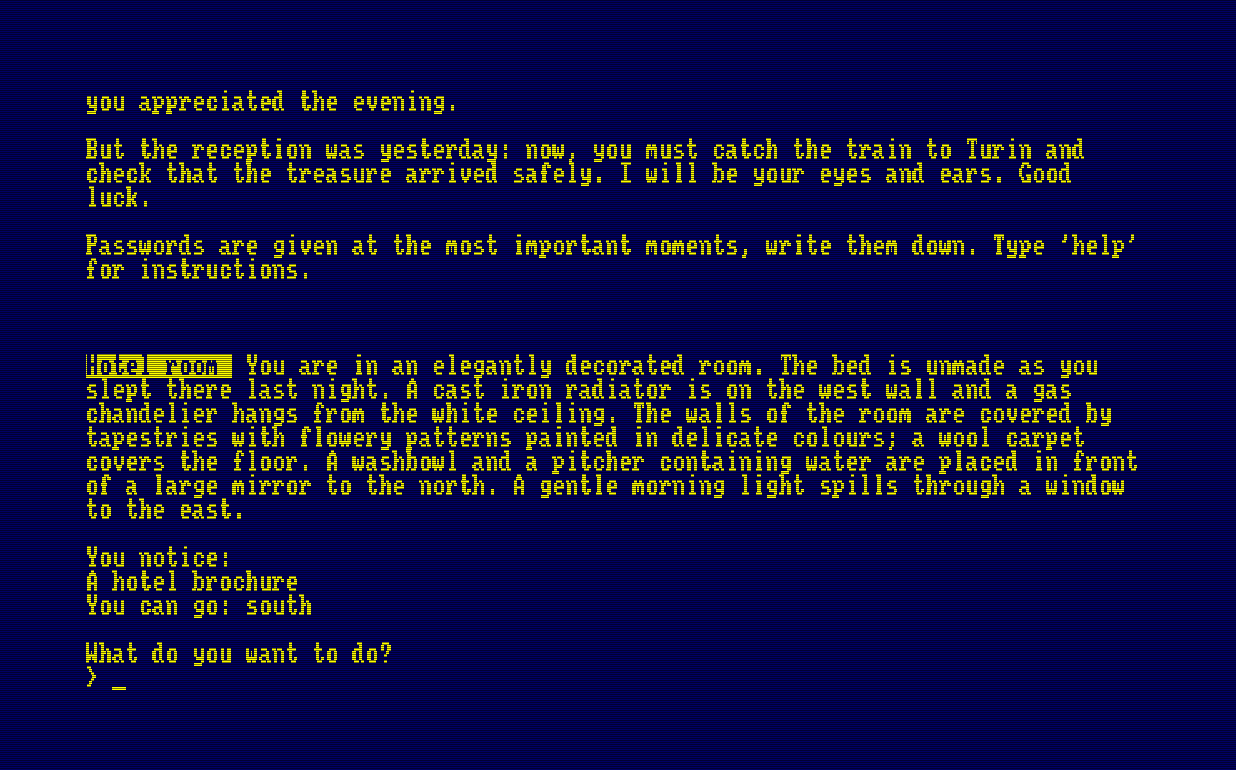 you appreciated the evening.
But the reception was yesterday: now, you must catch the train to Turin and
check that the treasure arrived safely. I will be your eyes and ears. Good
luck.
Passwords are given at the most important moments, write them down. Type 'help'
for instructions.
Hotel room You are in an elegantly decorated room. The bed is unmade as you
slept there last night. A cast iron radiator is on the west wall and a gas
chandelier hangs from the white ceiling. The walls of the room are covered by
tapestries with flowery patterns painted in delicate colours; a wool carpet
covers the floor. A washbowl and a pitcher containing water are placed in front
of a large mirror to the north. A gentle morning light spills through a window
to the east.
You notice:
A hotel brochure
You can go: south
What do you want to do?
> _